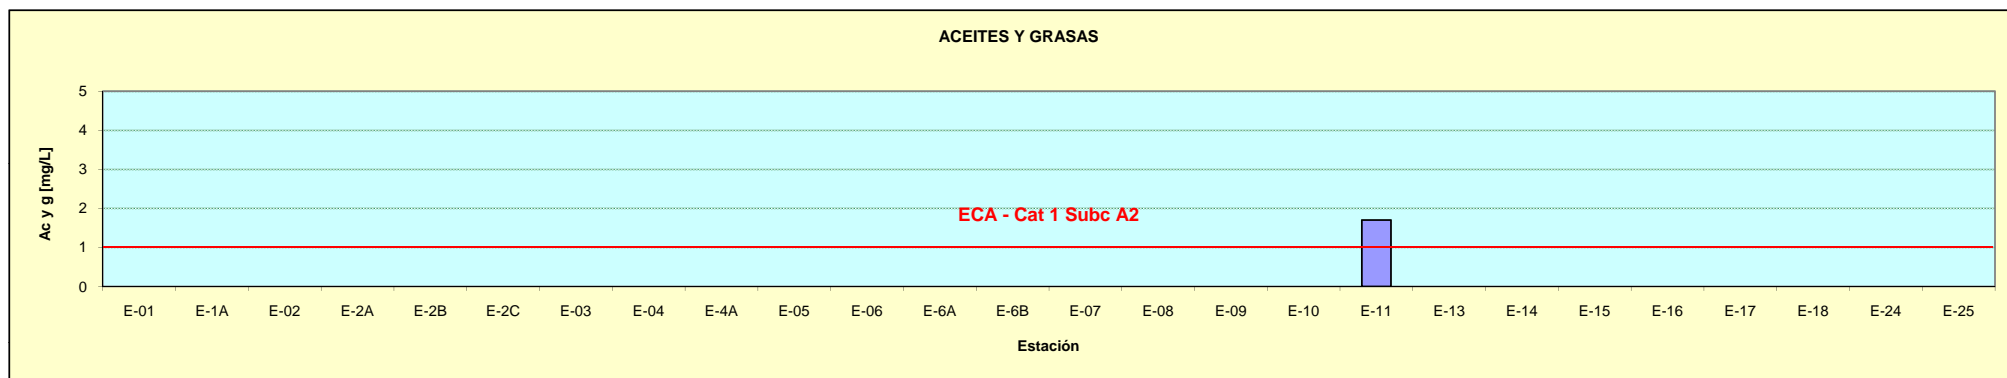 ACEITES Y GRASAS
Ac y g [mg/L]
5
4
3
2
1
0
ECA - Cat 1 Subc A2
E-01 E-1A E-02 E-2A E-2B E-2C E-03 E-04 E-4A E-05 E-06 E-6A E-6B E-07 E-08 E-09 E-10 E-11 E-13 E-14 E-15 E-16 E-17 E-18 E-24 E-25
Estación